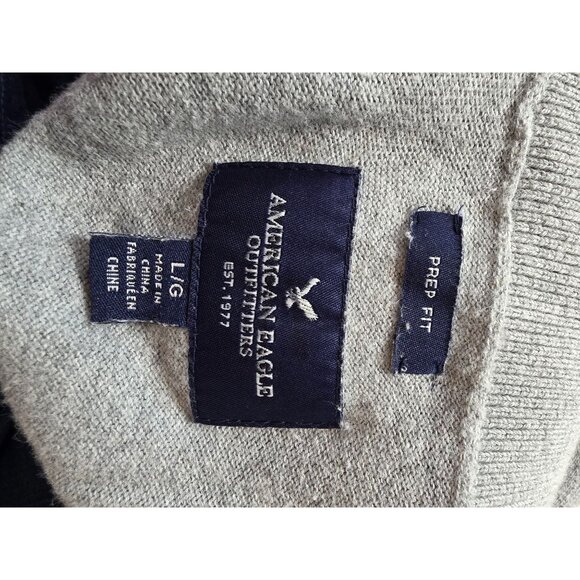 PREP FIT
AMERICAN EAGLE
OUTFITTERS
EST. 1977
L/G
MADE IN
CHINA
FABRIQUÉ EN
CHINE